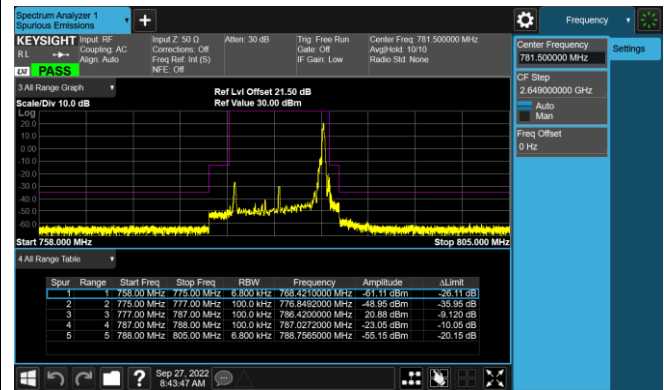 Spectrum Analyzer 1
Spurious Emissions
Frequency
KEYSIGHT
RL
LXI PASS
Input: RF
Coupling: AC
Align: Auto
Input Z: 50 Ω
Corrections: Off
Freq Ref: Int (S)
NFE: Off
Atten: 30 dB
Trig: Free Run
Gate: Off
IF Gain: Low
Center Freq: 781.500000 MHz
Avg|Hold: 10/10
Radio Std: None
Center Frequency
781.500000 MHz
Settings
CF Step
2.649000000 GHz
Auto
Man
Freq Offset
0 Hz
3 All Range Graph
Scale/Div 10.0 dB
Ref Lvl Offset 21.50 dB
Ref Value 30.00 dBm
Log
20.0
10.0
0.00
-10.0
-20.0
-30.0
-40.0
-50.0
-60.0
Start 758.000 MHz
Stop 805.000 MHz
4 All Range Table
Spur Range Start Freq Stop Freq RBW Frequency Amplitude ΔLimit
1 1 758.00 MHz 775.00 MHz 6.800 kHz 768.4210000 MHz -61.11 dBm -26.11 dB
2 2 775.00 MHz 777.00 MHz 100.0 kHz 776.8492000 MHz -48.95 dBm -35.95 dB
3 3 777.00 MHz 787.00 MHz 100.0 kHz 786.4200000 MHz 20.88 dBm -9.120 dB
4 4 787.00 MHz 788.00 MHz 100.0 kHz 787.0272000 MHz -23.05 dBm -10.05 dB
5 5 788.00 MHz 805.00 MHz 6.800 kHz 788.7565000 MHz -55.15 dBm -20.15 dB
Sep 27, 2022
8:43:47 AM